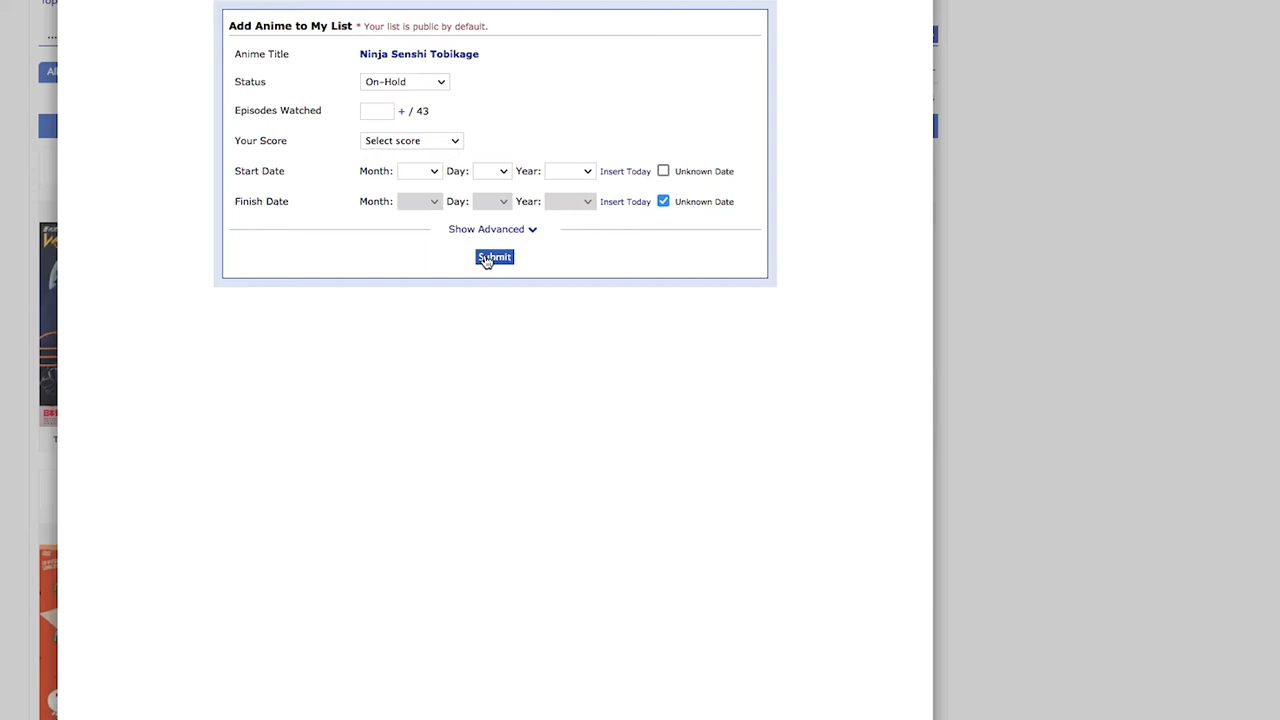 Top
...
All
Add Anime to My List * Your list is public by default.
Anime Title Ninja Senshi Tobikage
Status On-Hold
Episodes Watched + / 43
Your Score Select score
Start Date Month: Day: Year: Insert Today Unknown Date
Finish Date Month: Day: Year: Insert Today Unknown Date
Show Advanced
Submit